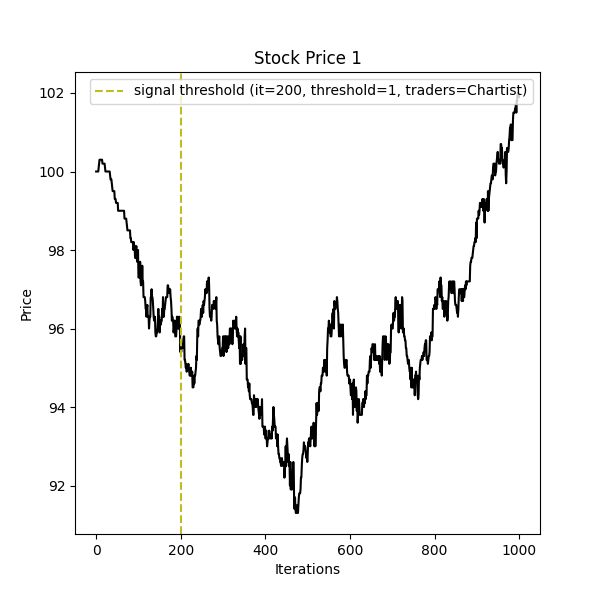 Stock Price 1
signal threshold (it=200, threshold=1, traders=Chartist)
102
100
98
96
94
92
Price
0 200 400 600 800 1000
Iterations